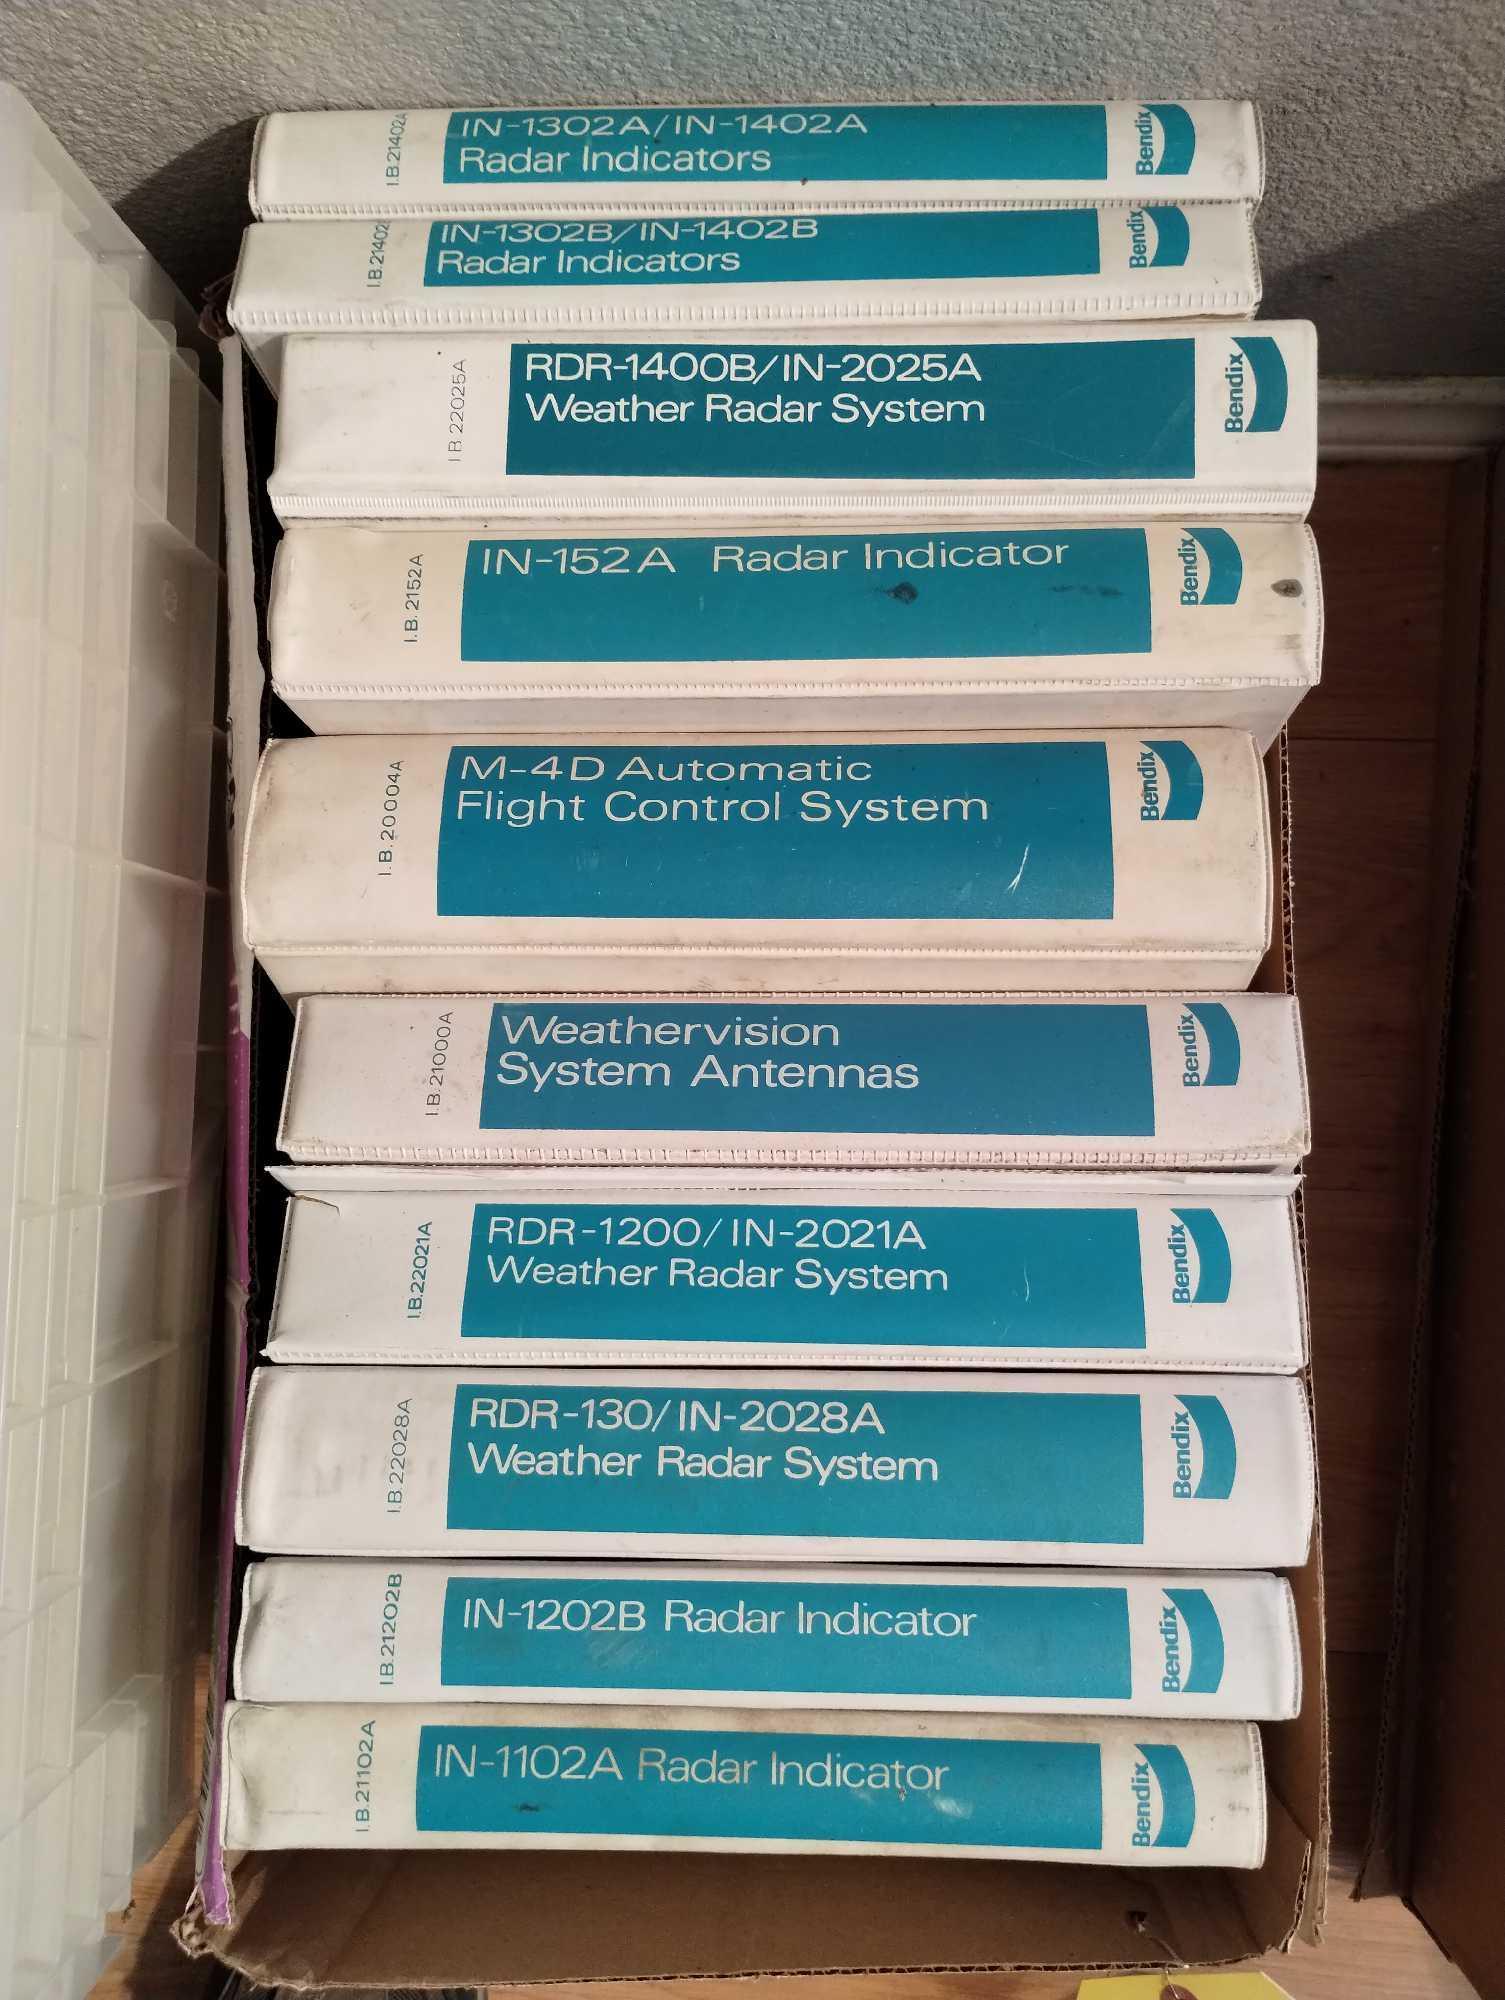 I.B.21402A
IN-1302A/IN-1402A
Radar Indicators
Bendix
I.B.21402
IN-1302B/IN-1402B
Radar Indicators
Bendix
I B 22025A
RDR-1400B/IN-2025A
Weather Radar System
Bendix
I.B. 2152A
IN-152A Radar Indicator
Bendix
I.B.20004A
M-4D Automatic
Flight Control System
Bendix
I.B.21000A
Weathervision
System Antennas
Bendix
I.B.22021A
RDR-1200/IN-2021A
Weather Radar System
Bendix
I.B.22028A
RDR-130/IN-2028A
Weather Radar System
Bendix
I.B.21202B
IN-1202B Radar Indicator
Bendix
I.B.21102A
IN-1102A Radar Indicator
Bendix